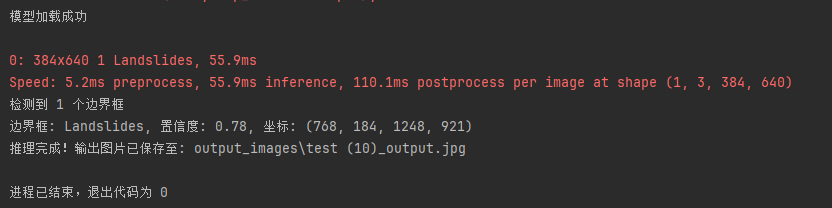 模型加载成功
0: 384x640 1 Landslides, 55.9ms
Speed: 5.2ms preprocess, 55.9ms inference, 110.1ms postprocess per image at shape (1, 3, 384, 640)
检测到 1 个边界框
边界框: Landslides, 置信度: 0.78, 坐标: (768, 184, 1248, 921)
推理完成！输出图片已保存至: output_images\test (10)_output.jpg
进程已结束，退出代码为 0